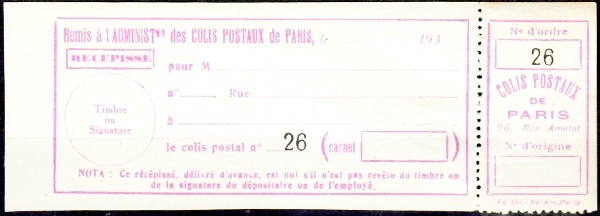 Remis à l'ADMINISTon des COLIS POSTAUX de PARIS, le 193
RECEPISSE
pour M
n° Rue
Timbre
ou
Signature
à
le colis postal n° 26 (carnet
NOTA : Ce récépissé, délivré d'avance, est nul s'il n'est pas revêtu du timbre ou
de la signature du dépositaire ou de l'employé.
N° d'ordre
26
COLIS POSTAUX
DE
PARIS
26, Rue Amelot
N° d'origine